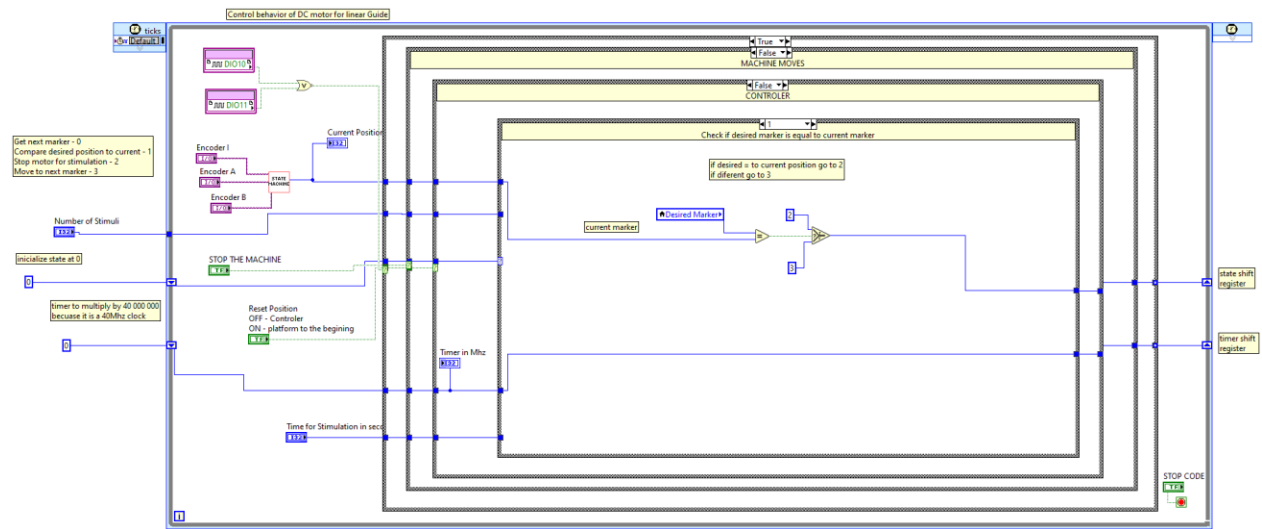 Control behavior of DC motor for linear Guide
ticks
Default
True
False
MACHINE MOVES
False
CONTROLER
1
Check if desired marker is equal to current marker
DIO10
DIO11
Get next marker - 0
Compare desired position to current - 1
Stop motor for stimulation - 2
Move to next marker - 3
Current Position
I32
Encoder I
I/O
Encoder A
I/O
Encoder B
I/O
STATE
MACHINE
if desired = to current position go to 2
if diferent go to 3
Desired Marker
2
=
3
current marker
Number of Stimuli
I32
inicialize state at 0
0
STOP THE MACHINE
TF
timer to multiply by 40 000 000
becuase it is a 40Mhz clock
0
Reset Position
OFF - Controler
ON - platform to the begining
TF
Timer in Mhz
I32
Time for Stimulation in sec
I32
state shift
register
timer shift
register
STOP CODE
TF
i